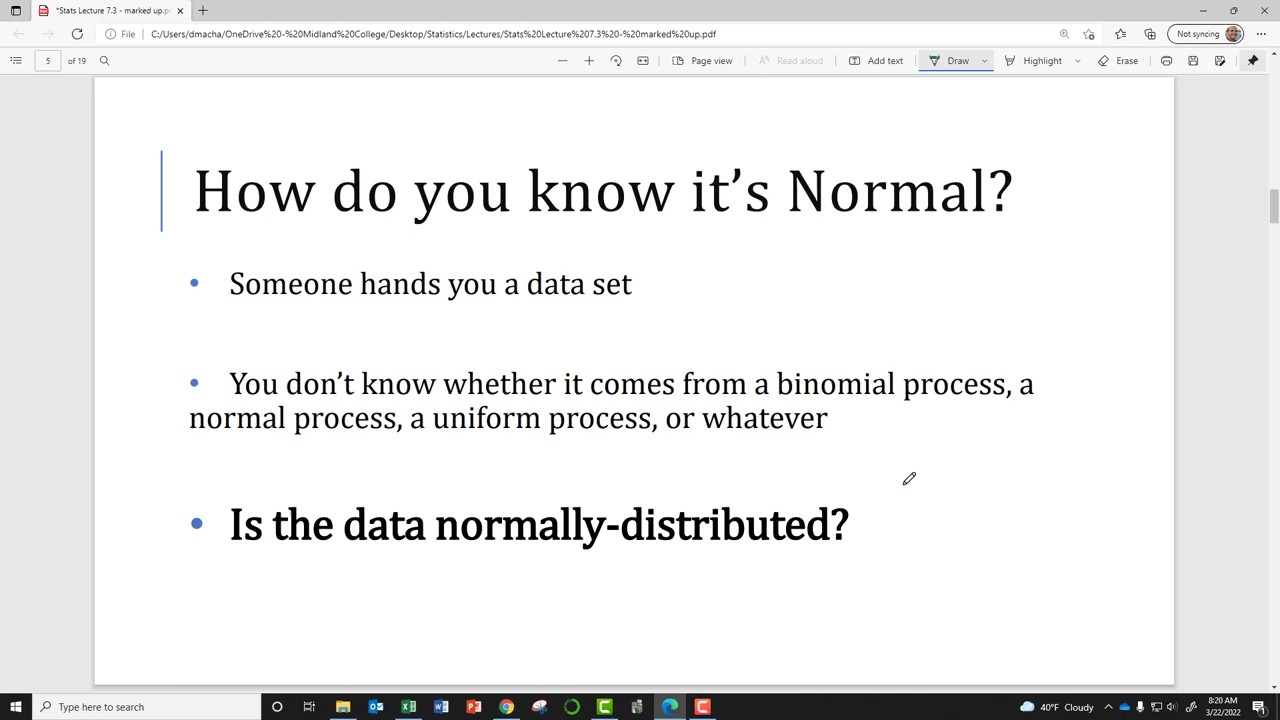 *Stats Lecture 7.3 - marked up.p
File
C:/Users/dmacha/OneDrive%20-%20Midland%20College/Desktop/Statistics/Lectures/Stats%20Lecture%207.3%20-%20marked%20up.pdf
Not syncing
5 of 19
Page view
Read aloud
Add text
Draw
Highlight
Erase
How do you know it's Normal?
• Someone hands you a data set
• You don't know whether it comes from a binomial process, a
normal process, a uniform process, or whatever
• Is the data normally-distributed?
Type here to search
40°F Cloudy
8:20 AM
3/22/2022